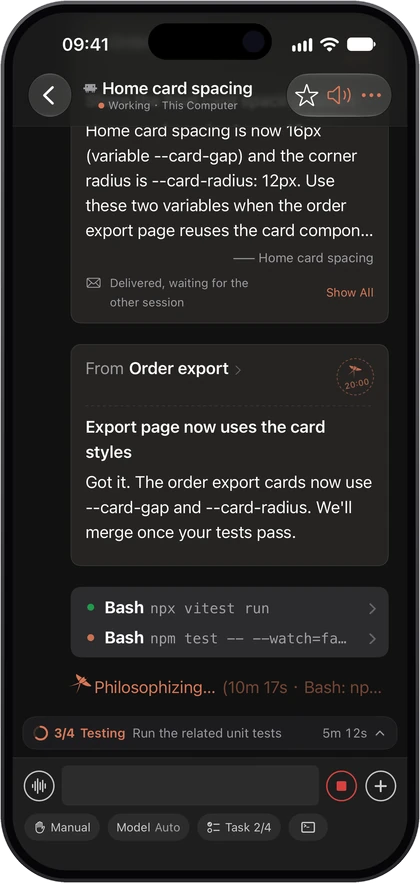 09:41
Home card spacing
Working · This Computer
Home card spacing is now 16px
(variable --card-gap) and the corner
radius is --card-radius: 12px. Use
these two variables when the order
export page reuses the card compon...
— Home card spacing
Delivered, waiting for the
other session
Show All
From Order export
20:00
Export page now uses the card
styles
Got it. The order export cards now use
--card-gap and --card-radius. We'll
merge once your tests pass.
Bash npx vitest run
Bash npm test -- --watch=fa...
Philosophizing... (10m 17s · Bash: np...
3/4 Testing Run the related unit tests 5m 12s
Manual
Model Auto
Task 2/4